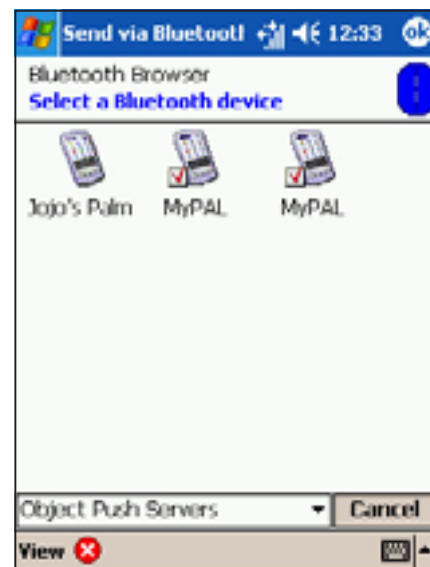 Send via Bluetootl 12:33 ok
Bluetooth Browser
Select a Bluetooth device
Jojo's Palm MyPAL MyPAL
Object Push Servers Cancel
View